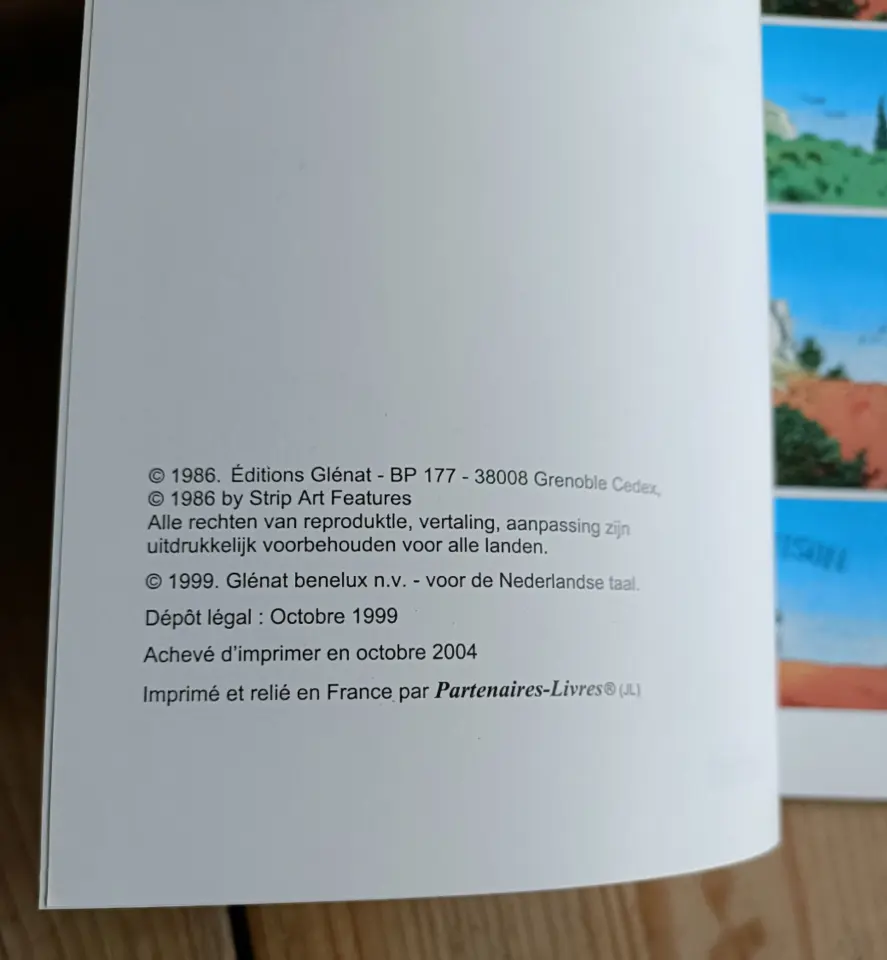 © 1986. Éditions Glénat - BP 177 - 38008 Grenoble Cedex,
© 1986 by Strip Art Features
Alle rechten van reproduktle, vertaling, aanpassing zijn
uitdrukkelijk voorbehouden voor alle landen.
© 1999. Glénat benelux n.v. - voor de Nederlandse taal.
Dépôt légal : Octobre 1999
Achevé d'imprimer en octobre 2004
Imprimé et relié en France par Partenaires-Livres® (JL)